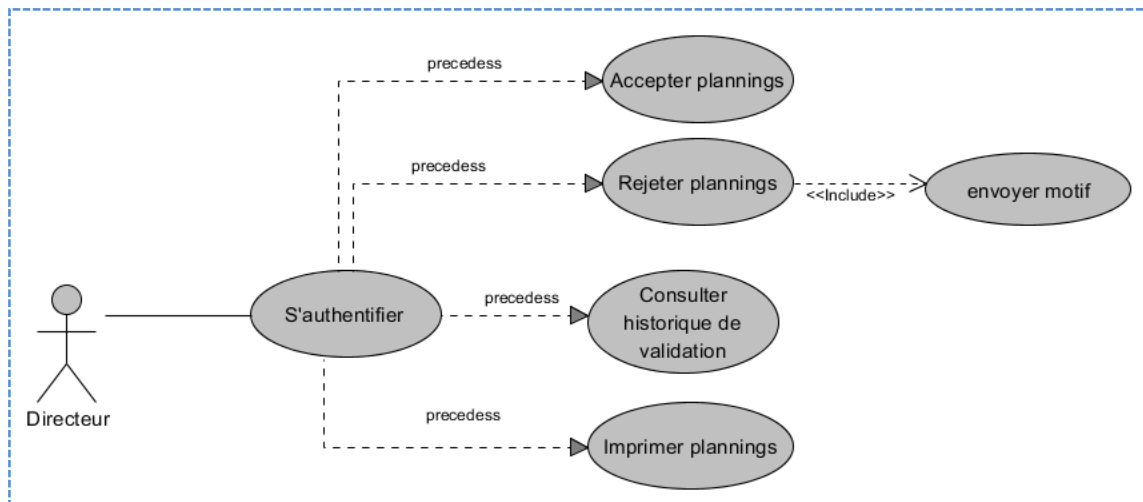 precedess
Accepter plannings
precedess
Rejeter plannings
<<Include>>
envoyer motif
S'authentifier
precedess
Consulter
historique de
validation
Directeur
precedess
Imprimer plannings